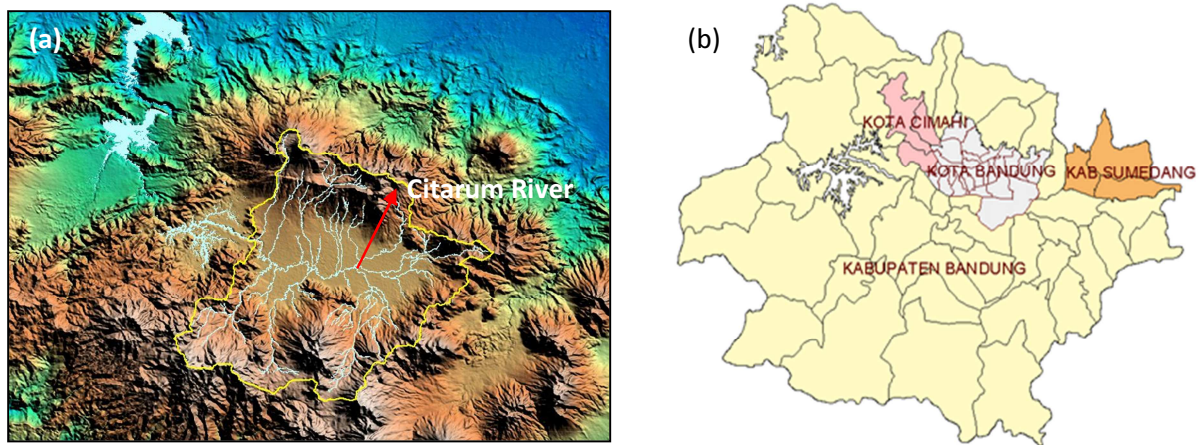 (a)
Citarum River
(b)
KOTA CIMAHI
KOTA BANDUNG
KAB SUMEDANG
KABUPATEN BANDUNG